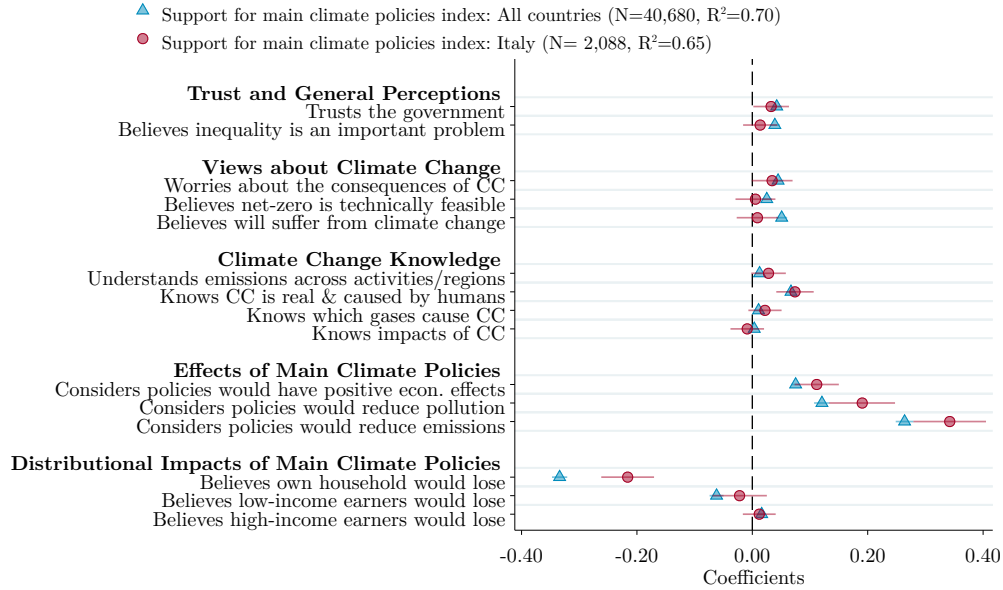 Support for main climate policies index: All countries (N=40,680, R²=0.70)
Support for main climate policies index: Italy (N= 2,088, R²=0.65)
Trust and General Perceptions
Trusts the government
Believes inequality is an important problem
Views about Climate Change
Worries about the consequences of CC
Believes net-zero is technically feasible
Believes will suffer from climate change
Climate Change Knowledge
Understands emissions across activities/regions
Knows CC is real & caused by humans
Knows which gases cause CC
Knows impacts of CC
Effects of Main Climate Policies
Considers policies would have positive econ. effects
Considers policies would reduce pollution
Considers policies would reduce emissions
Distributional Impacts of Main Climate Policies
Believes own household would lose
Believes low-income earners would lose
Believes high-income earners would lose
-0.40 -0.20 0.00 0.20 0.40
Coefficients